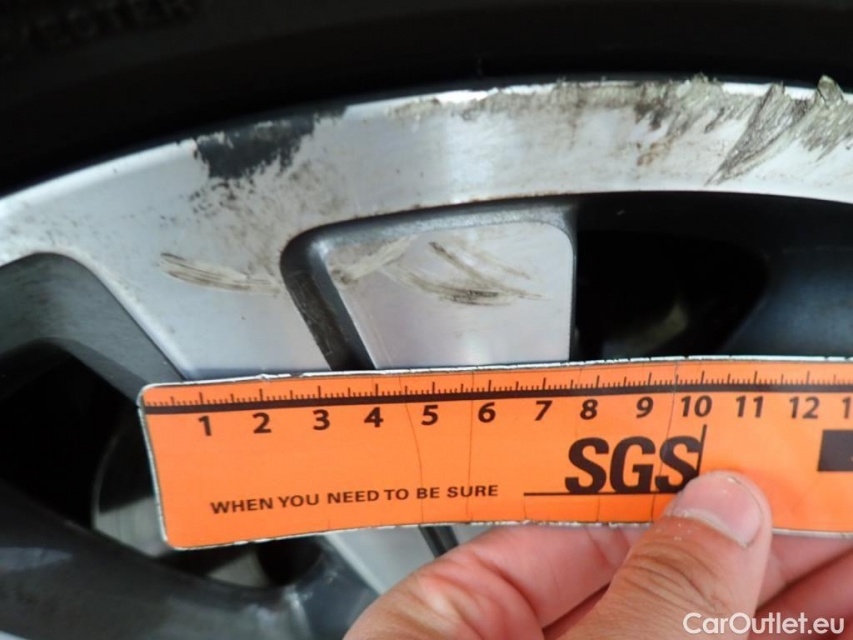 1 2 3 4 5 6 7 8 9 10 11 12
SGS
WHEN YOU NEED TO BE SURE
CarOutlet.eu